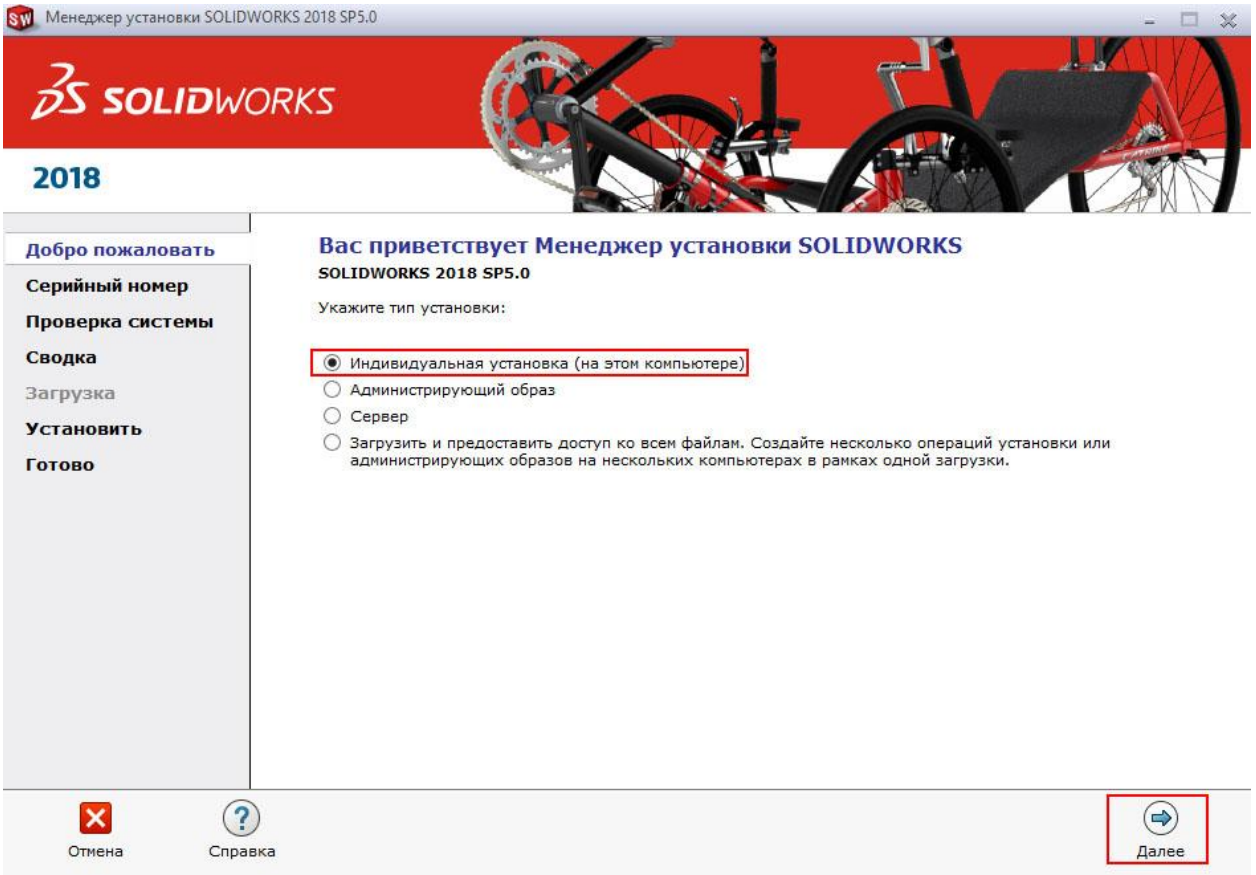 Менеджер установки SOLIDWORKS 2018 SP5.0
SOLIDWORKS
2018
Добро пожаловать
Серийный номер
Проверка системы
Сводка
Загрузка
Установить
Готово
Вас приветствует Менеджер установки SOLIDWORKS
SOLIDWORKS 2018 SP5.0
Укажите тип установки:
Индивидуальная установка (на этом компьютере)
Администрирующий образ
Сервер
Загрузить и предоставить доступ ко всем файлам. Создайте несколько операций установки или
администрирующих образов на нескольких компьютерах в рамках одной загрузки.
Отмена
Справка
Далее